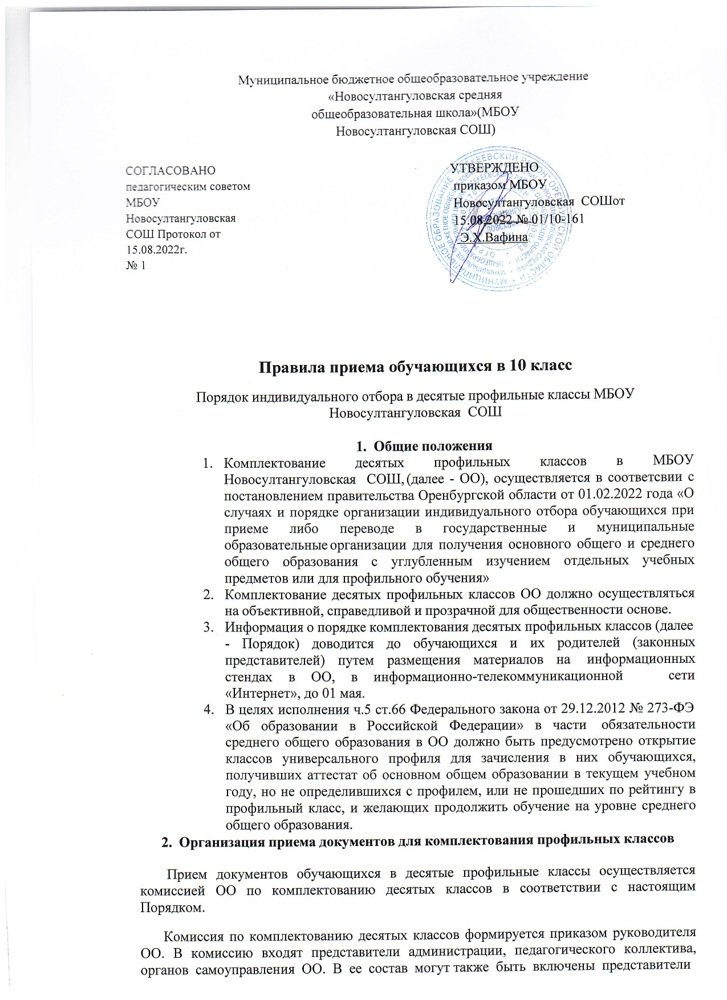 Муниципальное бюджетное общеобразовательное учреждение
«Новосултангуловская средняя
общеобразовательная школа»(МБОУ
Новосултангуловская СОШ)
СОГЛАСОВАНО
педагогическим советом
МБОУ
Новосултангуловская
СОШ Протокол от
15.08.2022г.
№ 1
УТВЕРЖДЕНО
приказом МБОУ
Новосултангуловская СОШот
15.08.2022 № 01/10-161
Э.Х.Вафина
Правила приема обучающихся в 10 класс
Порядок индивидуального отбора в десятые профильные классы МБОУ
Новосултангуловская СОШ
1. Общие положения
1. Комплектование десятых профильных классов в МБОУ
Новосултангуловская СОШ, (далее - ОО), осуществляется в соответсвии с
постановлением правительства Оренбургской области от 01.02.2022 года «О
случаях и порядке организации индивидуального отбора обучающихся при
приеме либо переводе в государственные и муниципальные
образовательные организации для получения основного общего и среднего
общего образования с углубленным изучением отдельных учебных
предметов или для профильного обучения»
2. Комплектование десятых профильных классов ОО должно осуществляться
на объективной, справедливой и прозрачной для общественности основе.
3. Информация о порядке комплектования десятых профильных классов (далее
- Порядок) доводится до обучающихся и их родителей (законных
представителей) путем размещения материалов на информационных
стендах в ОО, в информационно-телекоммуникационной сети
«Интернет», до 01 мая.
4. В целях исполнения ч.5 ст.66 Федерального закона от 29.12.2012 № 273-ФЭ
«Об образовании в Российской Федерации» в части обязательности
среднего общего образования в ОО должно быть предусмотрено открытие
классов универсального профиля для зачисления в них обучающихся,
получивших аттестат об основном общем образовании в текущем учебном
году, но не определившихся с профилем, или не прошедших по рейтингу в
профильный класс, и желающих продолжить обучение на уровне среднего
общего образования.
2. Организация приема документов для комплектования профильных классов
Прием документов обучающихся в десятые профильные классы осуществляется
комиссией ОО по комплектованию десятых классов в соответствии с настоящим
Порядком.
Комиссия по комплектованию десятых классов формируется приказом руководителя
ОО. В комиссию входят представители администрации, педагогического коллектива,
органов самоуправления ОО. В ее состав могут также быть включены представители